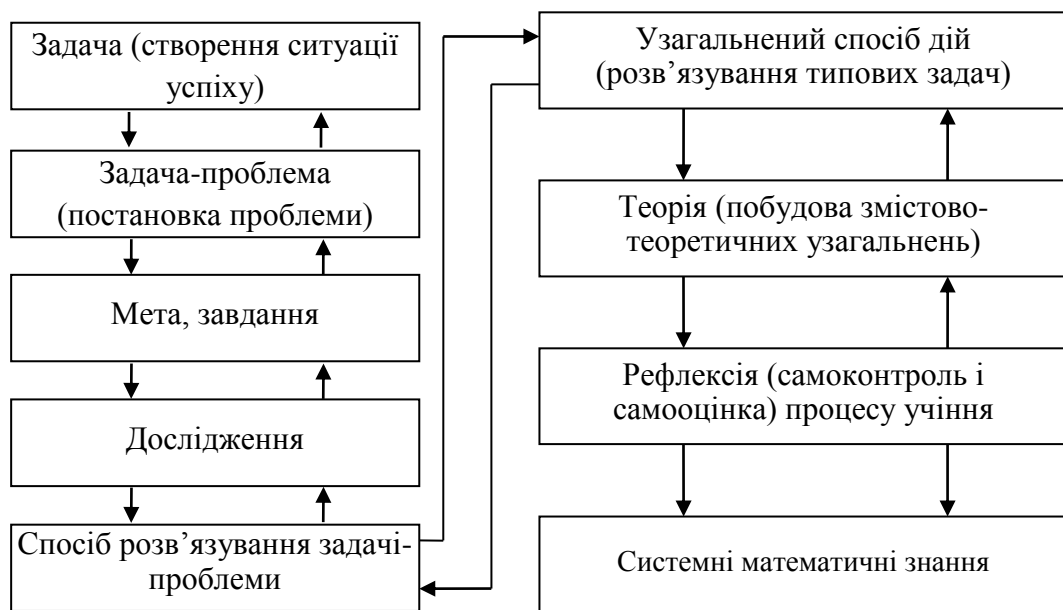 Задача (створення ситуації
успіху)
Задача-проблема
(постановка проблеми)
Мета, завдання
Дослідження
Спосіб розв’язування задачі-
проблеми
Узагальнений спосіб дій
(розв’язування типових задач)
Теорія (побудова змістово-
теоретичних узагальнень)
Рефлексія (самоконтроль і
самооцінка) процесу учіння
Системні математичні знання